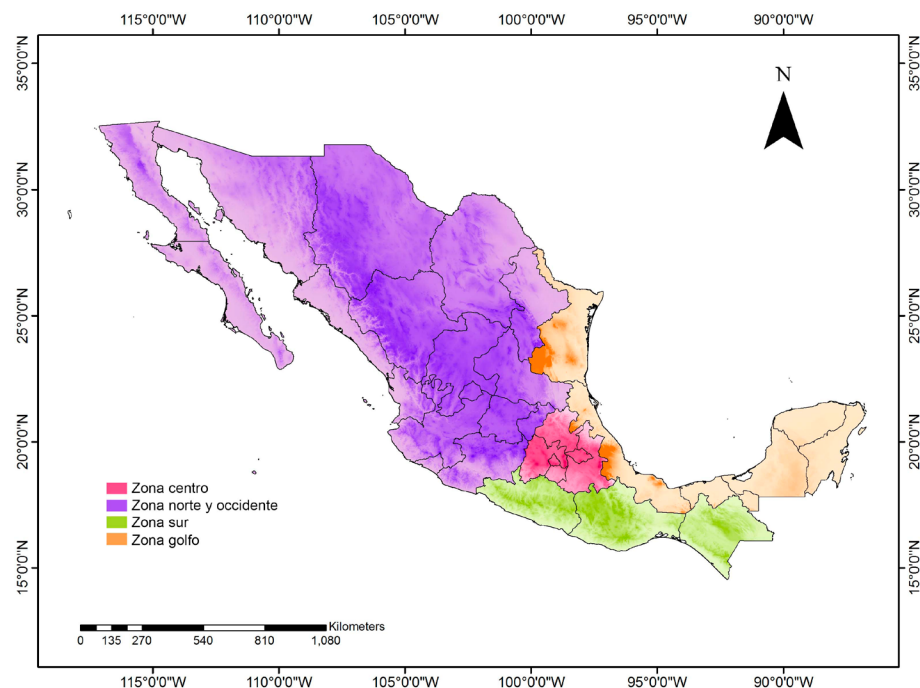 115°0'0"W 110°0'0"W 105°0'0"W 100°0'0"W 95°0'0"W 90°0'0"W
35°0'0"N 35°0'0"N
N
30°0'0"N 30°0'0"N
25°0'0"N 25°0'0"N
20°0'0"N 20°0'0"N
Zona centro
Zona norte y occidente
Zona sur
Zona golfo
15°0'0"N 15°0'0"N
Kilometers
0 135 270 540 810 1,080
115°0'0"W 110°0'0"W 105°0'0"W 100°0'0"W 95°0'0"W 90°0'0"W